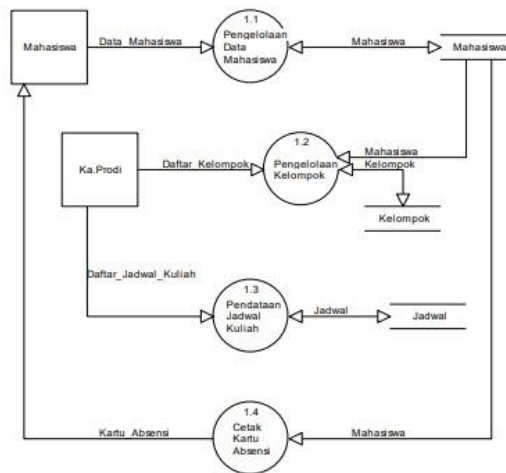 1.1
Mahasiswa
Data_Mahasiswa
Pengelolaan
Data
Mahasiswa
Mahasiswa
Mahasiswa
1.2
Ka.Prodi
Daftar_Kelompok
Pengelolaan
Kelompok
Mahasiswa
Kelompok
Kelompok
Daftar_Jadwal_Kuliah
1.3
Pendataan
Jadwal
Kuliah
Jadwal
Jadwal
1.4
Cetak
Kartu
Absensi
Kartu_Absensi
Mahasiswa